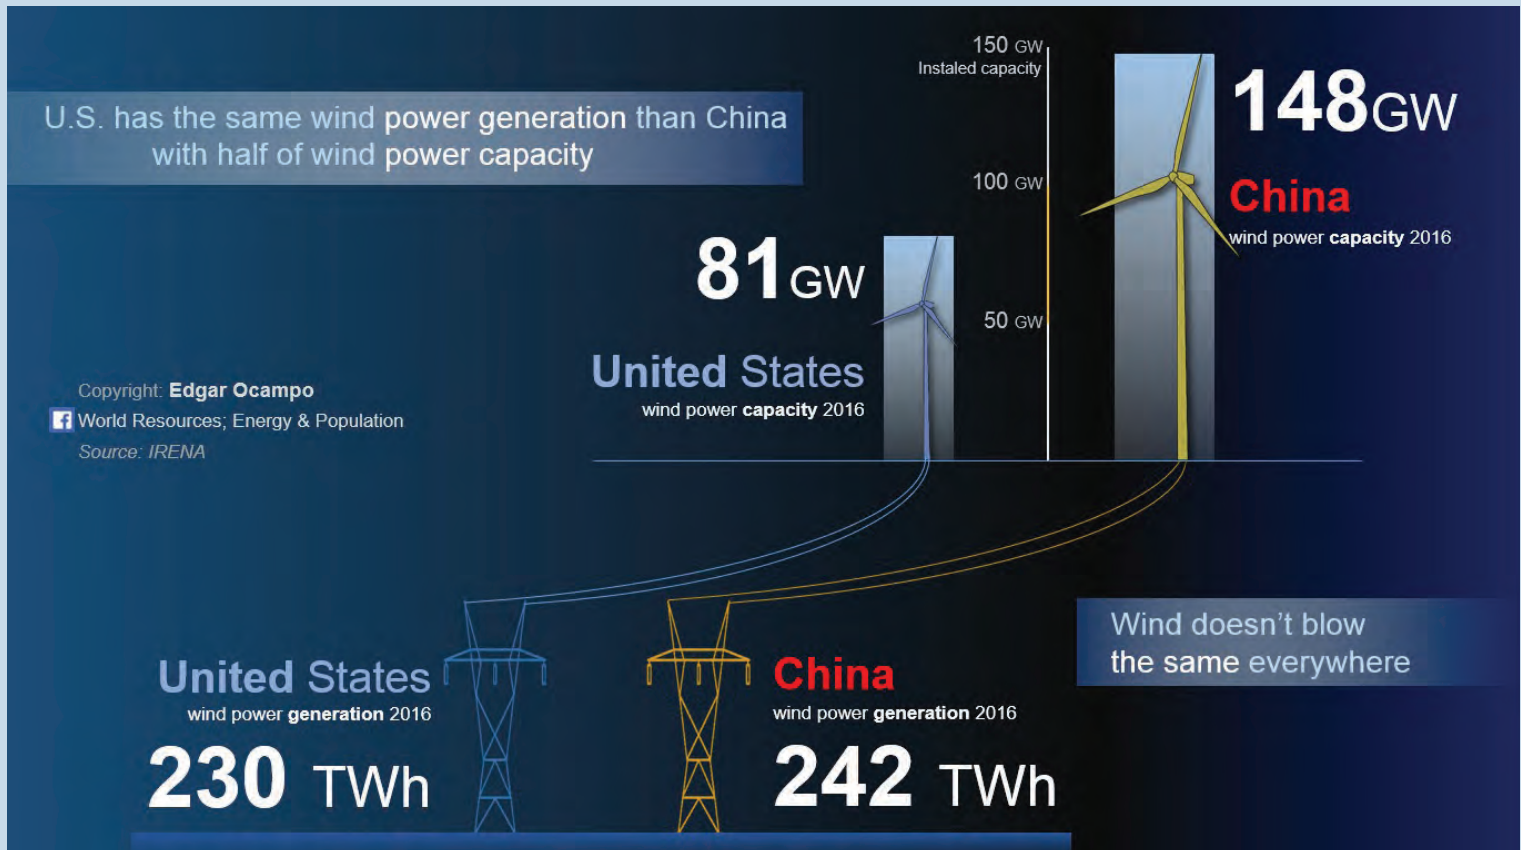 U.S. has the same wind power generation than China
with half of wind power capacity
150 GW
Instaled capacity
100 GW
50 GW
148GW
China
wind power capacity 2016
81GW
United States
wind power capacity 2016
Copyright: Edgar Ocampo
f World Resources; Energy & Population
Source: IRENA
Wind doesn't blow
the same everywhere
United States
wind power generation 2016
230 TWh
China
wind power generation 2016
242 TWh